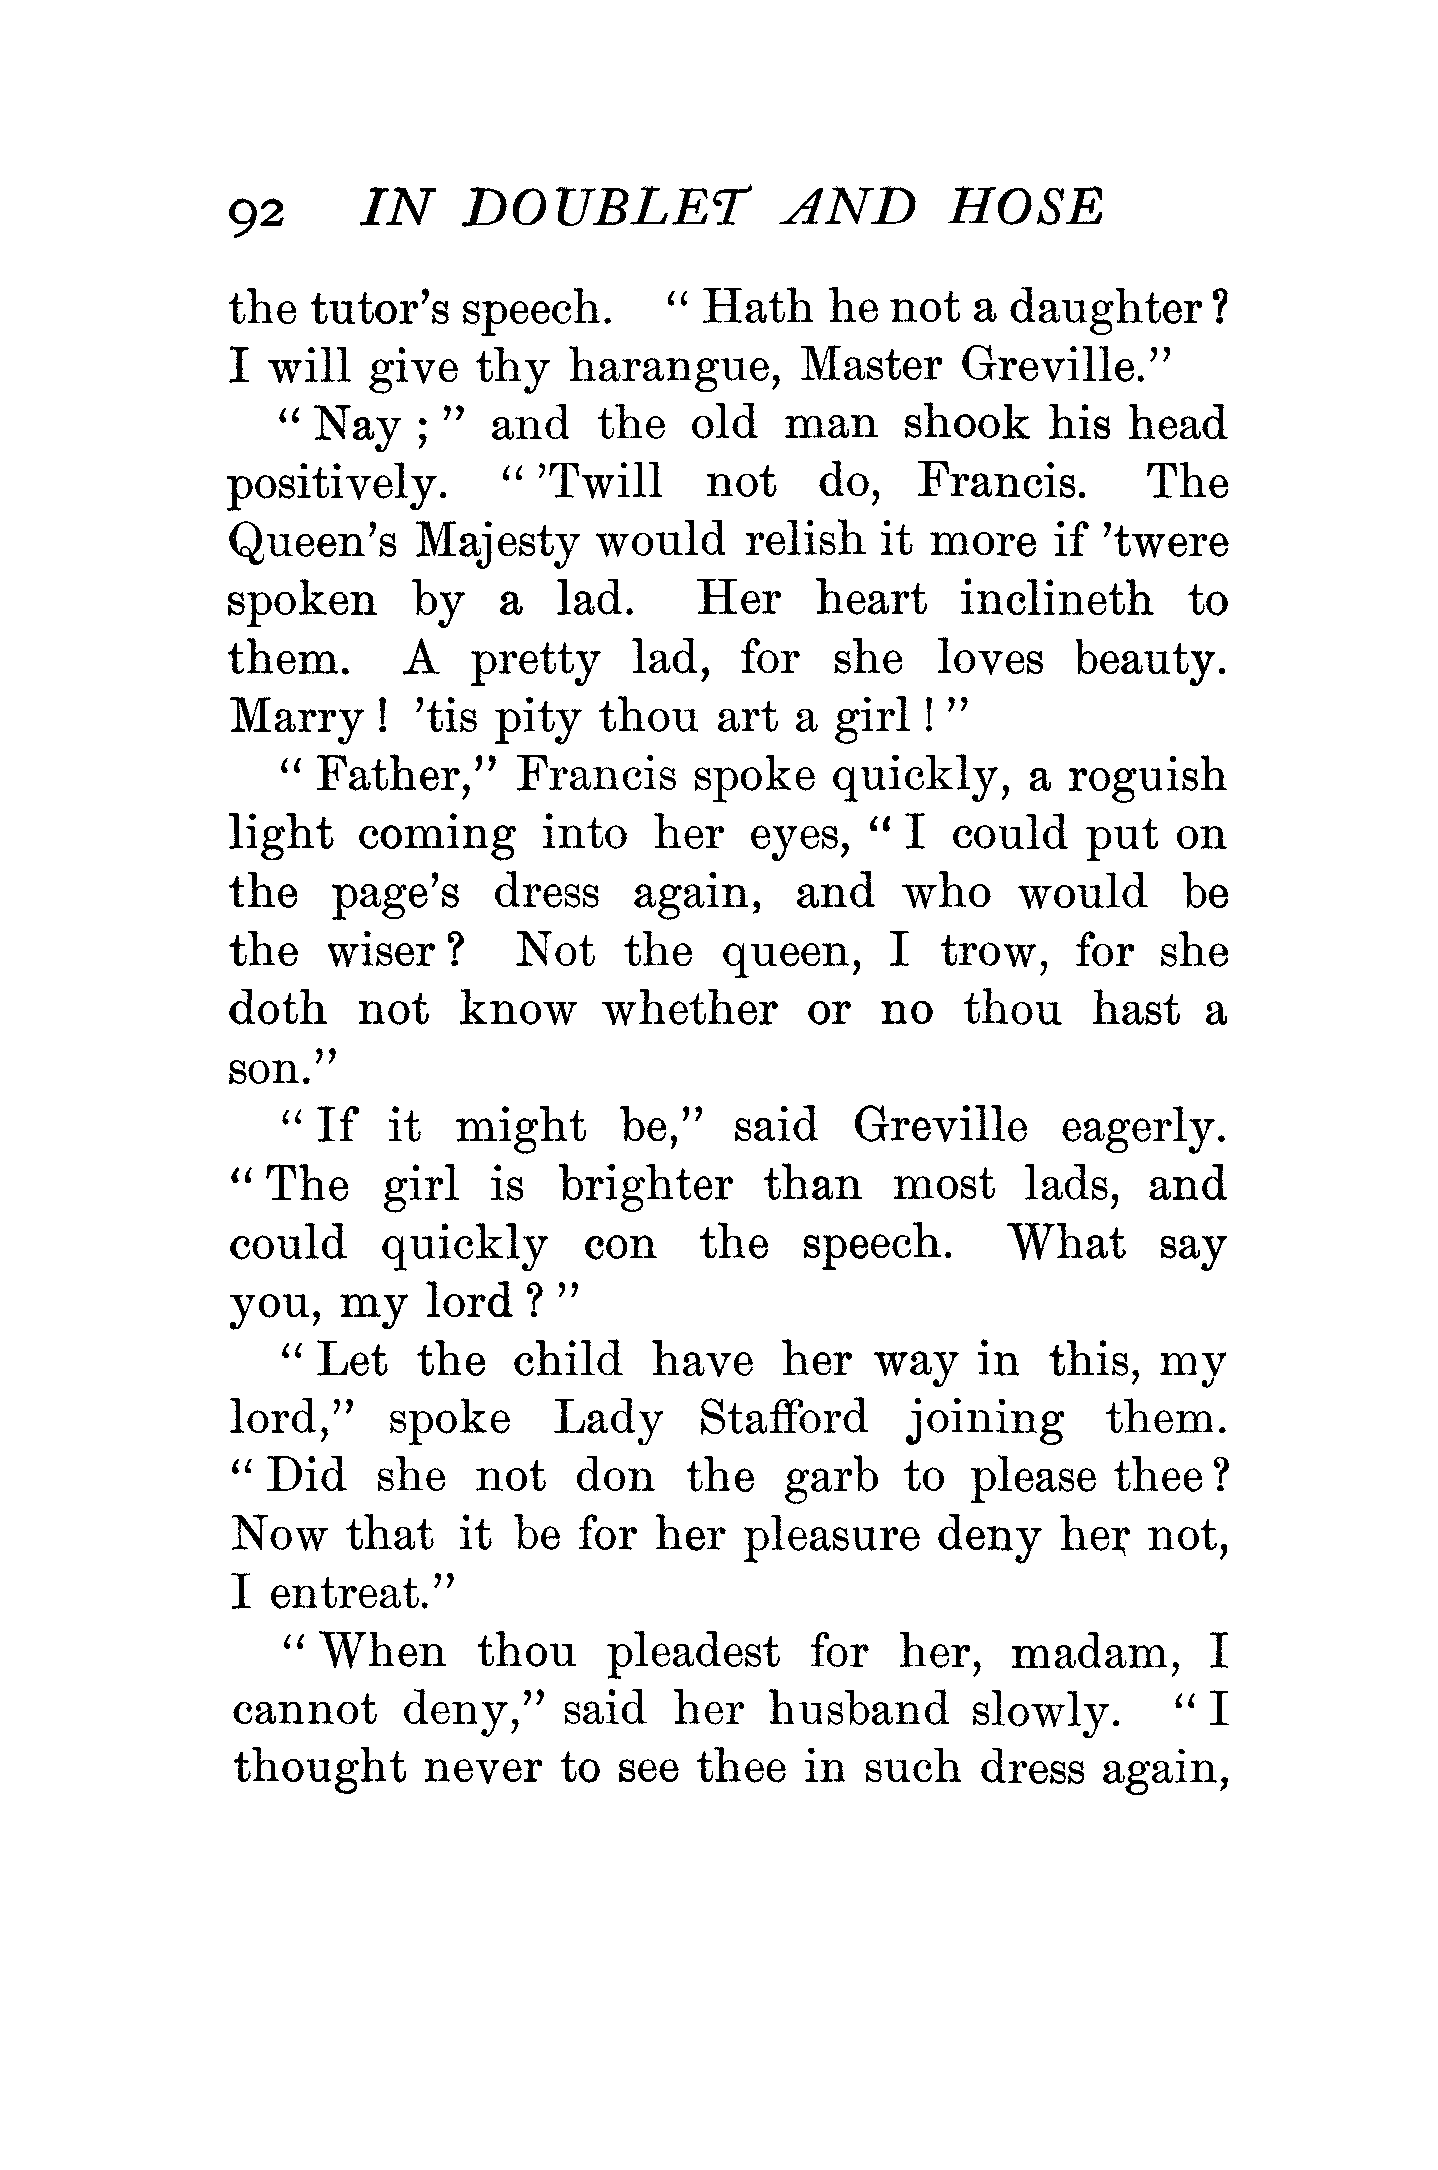 92 IN DOUBLET AND HOSE
the tutor's speech. "Hath he not a daughter?
I will give thy harangue, Master Greville."
"Nay;" and the old man shook his head
positively. "'Twill not do, Francis. The
Queen's Majesty would relish it more if 'twere
spoken by a lad. Her heart inclineth to
them. A pretty lad, for she loves beauty.
Marry! 'tis pity thou art a girl!"
"Father," Francis spoke quickly, a roguish
light coming into her eyes, "I could put on
the page's dress again, and who would be
the wiser? Not the queen, I trow, for she
doth not know whether or no thou hast a
son."
"If it might be," said Greville eagerly.
"The girl is brighter than most lads, and
could quickly con the speech. What say
you, my lord?"
"Let the child have her way in this, my
lord," spoke Lady Stafford joining them.
"Did she not don the garb to please thee?
Now that it be for her pleasure deny her not,
I entreat."
"When thou pleadest for her, madam, I
cannot deny," said her husband slowly. "I
thought never to see thee in such dress again,